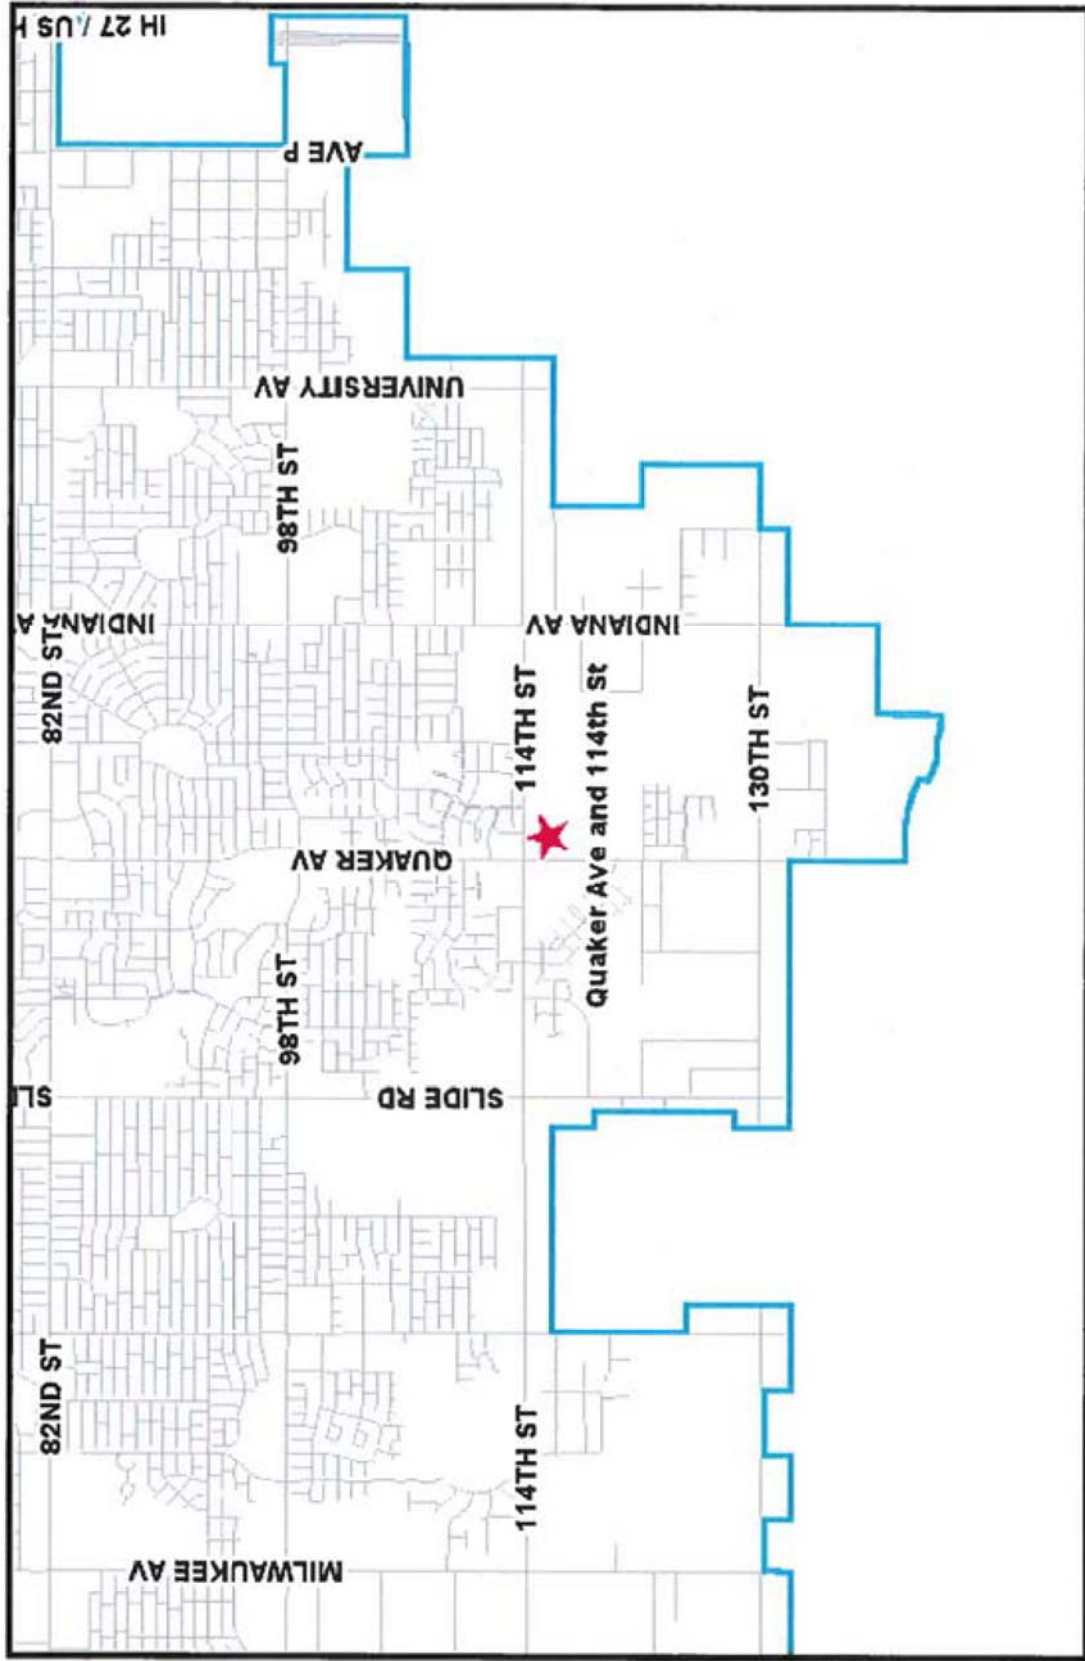 IH 27 / US H
AVE P
UNIVERSITY AV
98TH ST
INDIANA A
82ND ST
INDIANA AV
114TH ST
Quaker Ave and 114th St
130TH ST
QUAKER AV
98TH ST
SLI
SLIDE RD
82ND ST
114TH ST
MILWAUKEE AV